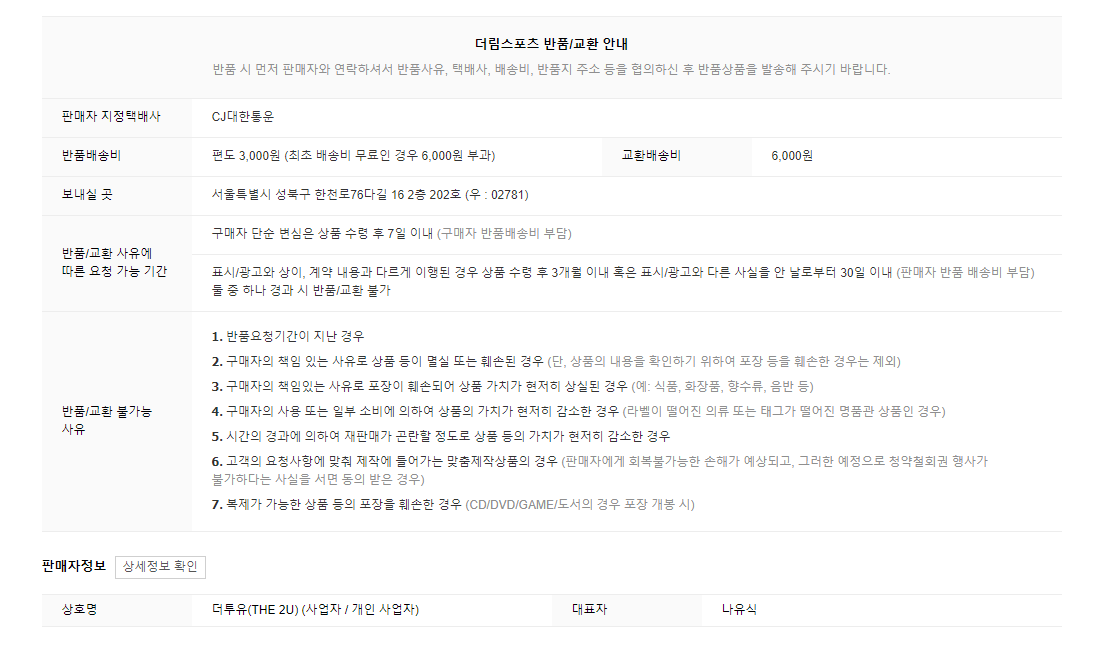 더림스포츠 반품/교환 안내
반품 시 먼저 판매자와 연락하셔서 반품사유, 택배사, 배송비, 반품지 주소 등을 협의하신 후 반품상품을 발송해 주시기 바랍니다.
판매자 지정택배사 CJ대한통운
반품배송비 편도 3,000원 (최초 배송비 무료인 경우 6,000원 부과) 교환배송비 6,000원
보내실 곳 서울특별시 성북구 한천로76다길 16 2층 202호 (우 : 02781)
반품/교환 사유에
따른 요청 가능 기간
구매자 단순 변심은 상품 수령 후 7일 이내 (구매자 반품배송비 부담)
표시/광고와 상이, 계약 내용과 다르게 이행된 경우 상품 수령 후 3개월 이내 혹은 표시/광고와 다른 사실을 안 날로부터 30일 이내 (판매자 반품 배송비 부담)
둘 중 하나 경과 시 반품/교환 불가
반품/교환 불가능
사유
1. 반품요청기간이 지난 경우
2. 구매자의 책임 있는 사유로 상품 등이 멸실 또는 훼손된 경우 (단, 상품의 내용을 확인하기 위하여 포장 등을 훼손한 경우는 제외)
3. 구매자의 책임있는 사유로 포장이 훼손되어 상품 가치가 현저히 상실된 경우 (예: 식품, 화장품, 향수류, 음반 등)
4. 구매자의 사용 또는 일부 소비에 의하여 상품의 가치가 현저히 감소한 경우 (라벨이 떨어진 의류 또는 태그가 떨어진 명품관 상품인 경우)
5. 시간의 경과에 의하여 재판매가 곤란할 정도로 상품 등의 가치가 현저히 감소한 경우
6. 고객의 요청사항에 맞춰 제작에 들어가는 맞춤제작상품의 경우 (판매자에게 회복불가능한 손해가 예상되고, 그러한 예정으로 청약철회권 행사가
불가하다는 사실을 서면 동의 받은 경우)
7. 복제가 가능한 상품 등의 포장을 훼손한 경우 (CD/DVD/GAME/도서의 경우 포장 개봉 시)
판매자정보 상세정보 확인
상호명 더투유(THE 2U) (사업자 / 개인 사업자) 대표자 나유식